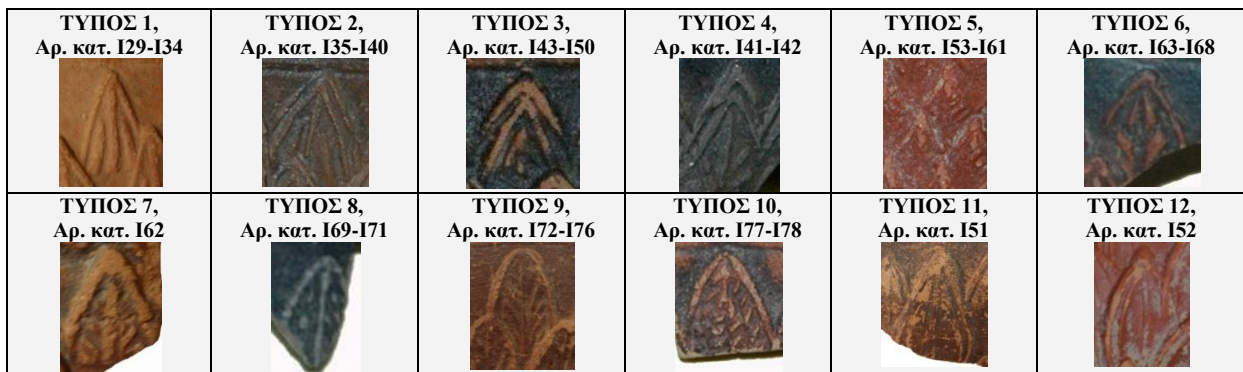 ΤΥΠΟΣ 1,
Αρ. κατ. Ι29-Ι34
ΤΥΠΟΣ 2,
Αρ. κατ. Ι35-Ι40
ΤΥΠΟΣ 3,
Αρ. κατ. Ι43-Ι50
ΤΥΠΟΣ 4,
Αρ. κατ. Ι41-Ι42
ΤΥΠΟΣ 5,
Αρ. κατ. Ι53-Ι61
ΤΥΠΟΣ 6,
Αρ. κατ. Ι63-Ι68
ΤΥΠΟΣ 7,
Αρ. κατ. Ι62
ΤΥΠΟΣ 8,
Αρ. κατ. Ι69-Ι71
ΤΥΠΟΣ 9,
Αρ. κατ. Ι72-Ι76
ΤΥΠΟΣ 10,
Αρ. κατ. Ι77-Ι78
ΤΥΠΟΣ 11,
Αρ. κατ. Ι51
ΤΥΠΟΣ 12,
Αρ. κατ. Ι52